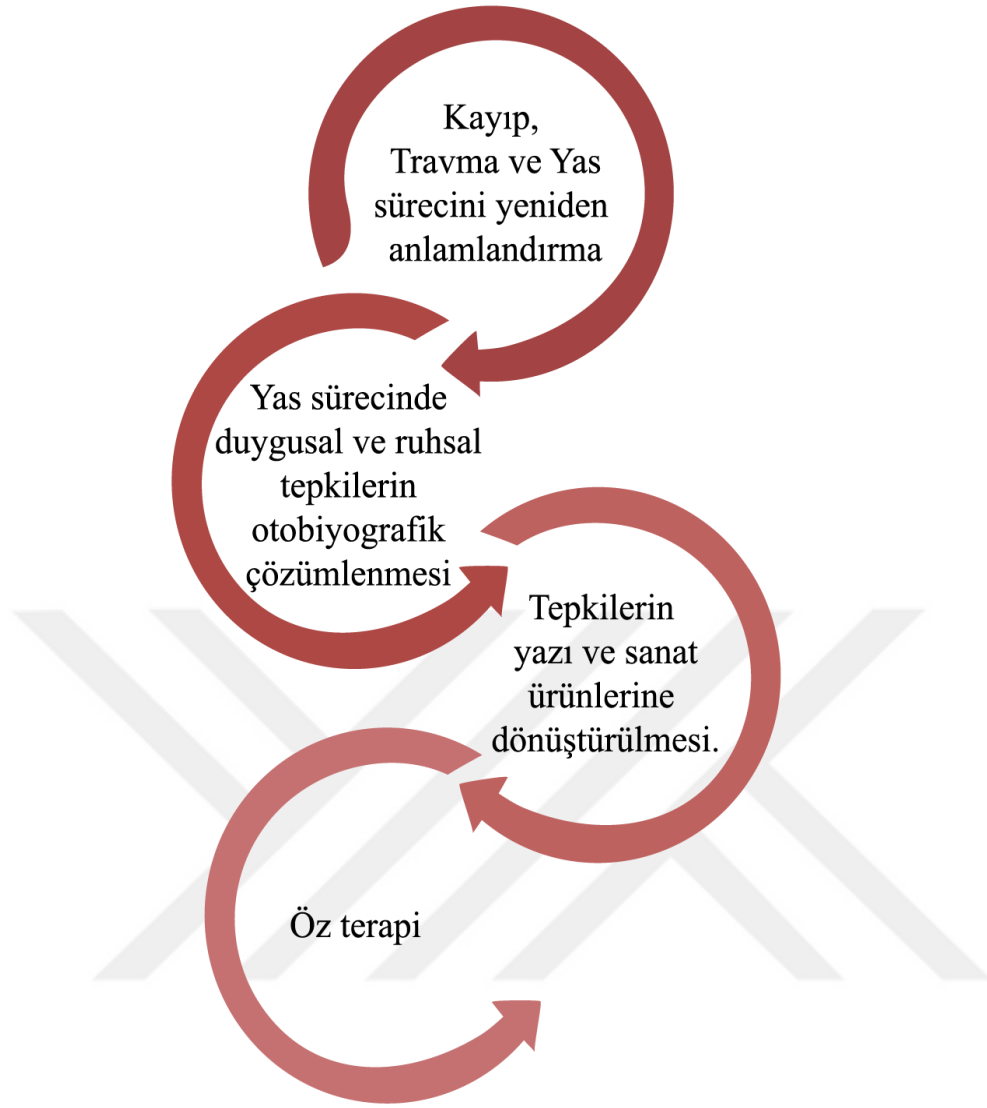 Kayıp,
Travma ve Yas
sürecini yeniden
anlamlandırma
Yas sürecinde
duygusal ve ruhsal
tepkilerin
otobiyografik
çözümlenmesi
Tepkilerin
yazı ve sanat
ürünlerine
dönüştürülmesi.
Öz terapi